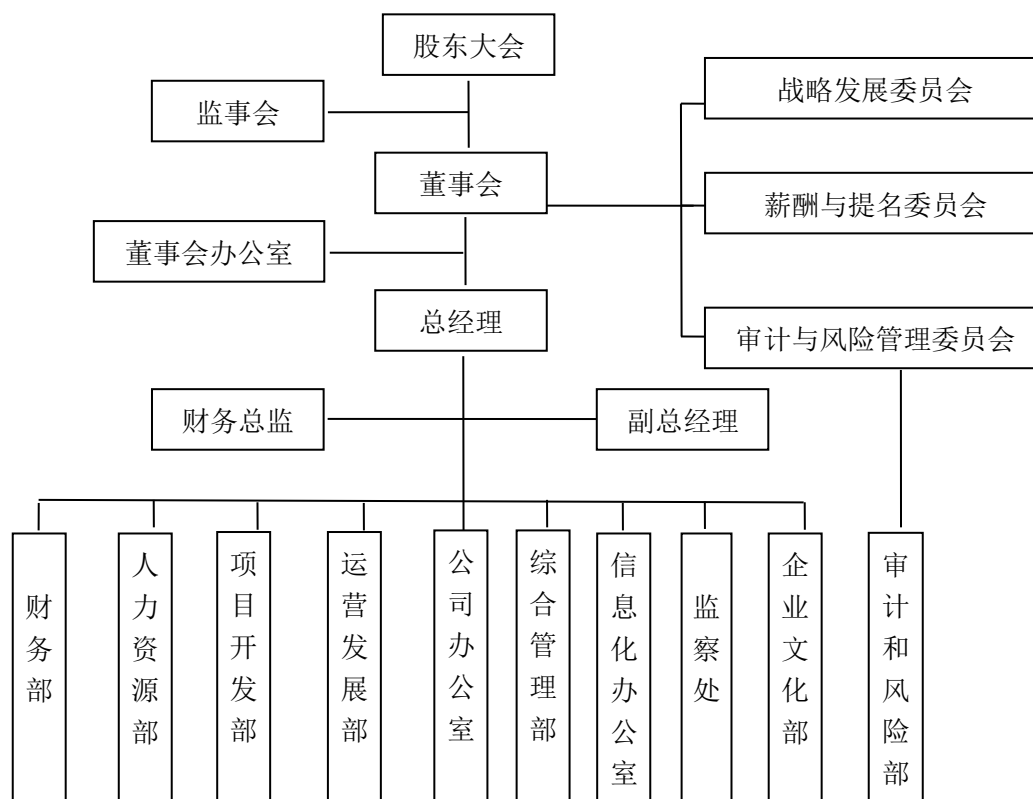 股东大会
战略发展委员会
监事会
董事会
薪酬与提名委员会
董事会办公室
总经理
审计与风险管理委员会
财务总监
副总经理
财务部
人力资源部
项目开发部
运营发展部
公司办公室
综合管理部
信息化办公室
监察处
企业文化部
审计和风险部